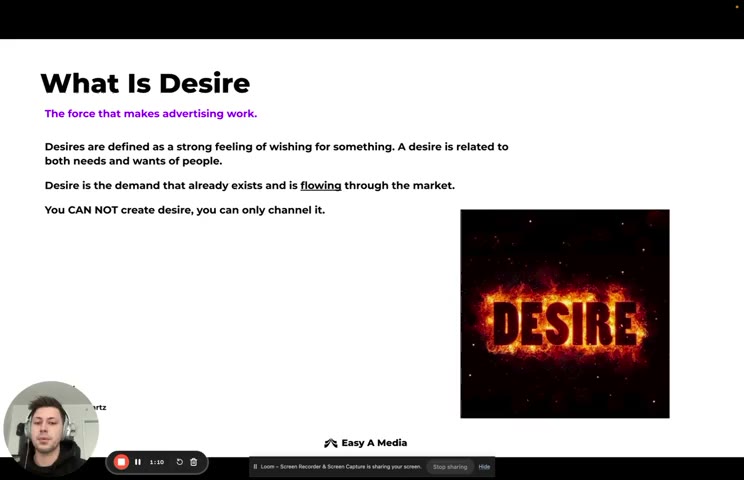 What Is Desire
The force that makes advertising work.
Desires are defined as a strong feeling of wishing for something. A desire is related to
both needs and wants of people.
Desire is the demand that already exists and is flowing through the market.
You CAN NOT create desire, you can only channel it.
DESIRE
Easy A Media
1:10
Loom – Screen Recorder & Screen Capture is sharing your screen.
Stop sharing
Hide